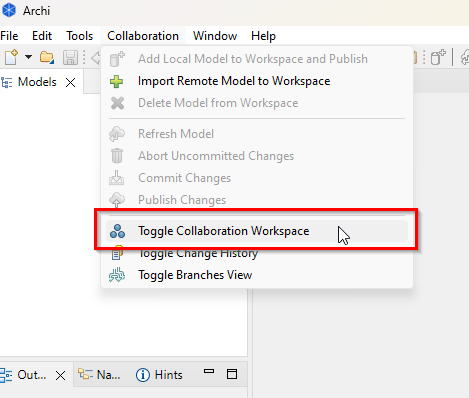 Archi
File Edit Tools Collaboration Window Help
Models
Add Local Model to Workspace and Publish
Import Remote Model to Workspace
Delete Model from Workspace
Refresh Model
Abort Uncommitted Changes
Commit Changes
Publish Changes
Toggle Collaboration Workspace
Toggle Change History
Toggle Branches View
Out... Na... Hints